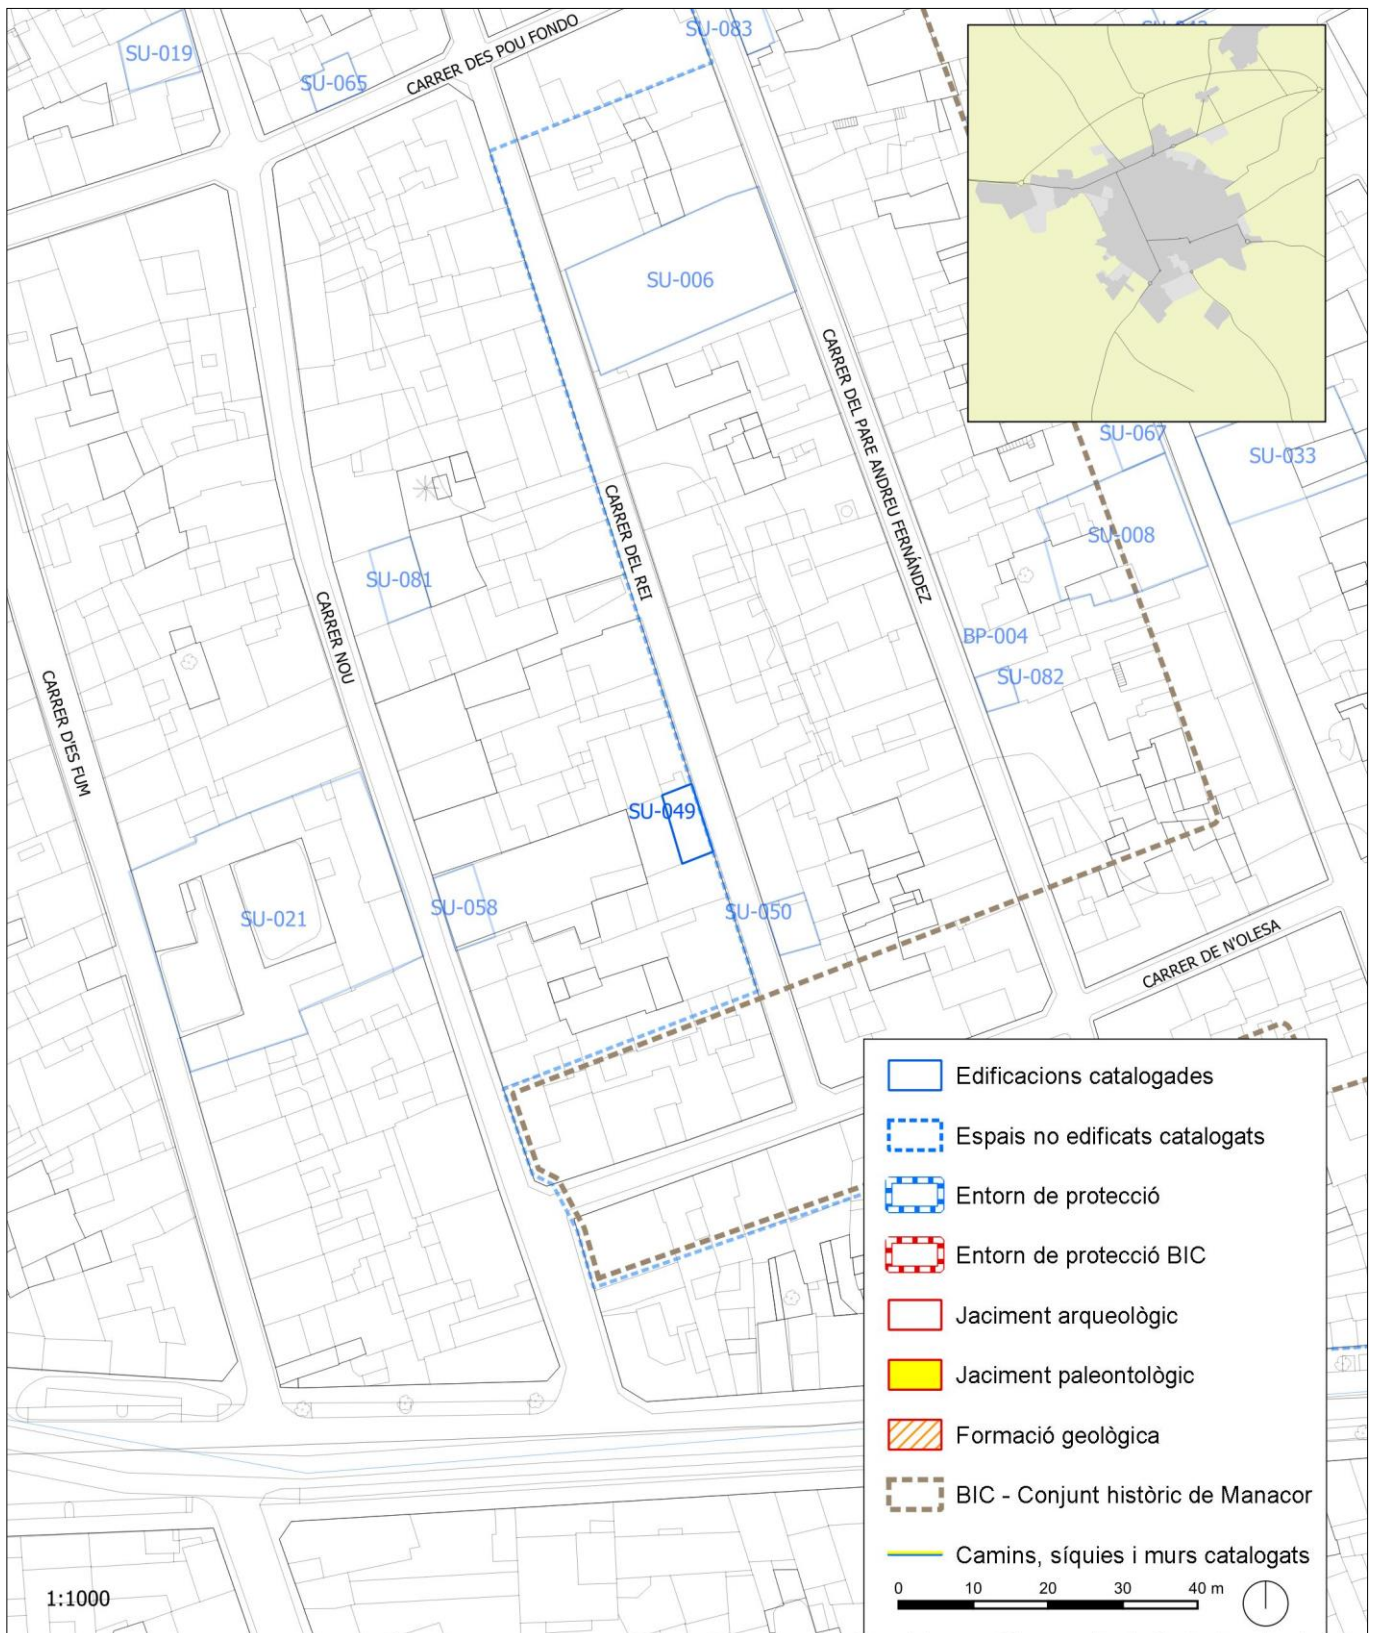 SU-019
SU-065
CARRER DES POU FONDO
SU-083
SU-006
CARRER DEL PARE ANDREU FERNÁNDEZ
SU-067
SU-033
SU-008
CARRER DEL REI
SU-081
CARRER NOU
BP-004
SU-082
CARRER D'ES FUM
SU-049
SU-058
SU-050
SU-021
CARRER DE N'OLESA
Edificacions catalogades
Espais no edificats catalogats
Entorn de protecció
Entorn de protecció BIC
Jaciment arqueològic
Jaciment paleontològic
Formació geològica
BIC - Conjunt històric de Manacor
Camins, síquies i murs catalogats
0 10 20 30 40 m
1:1000